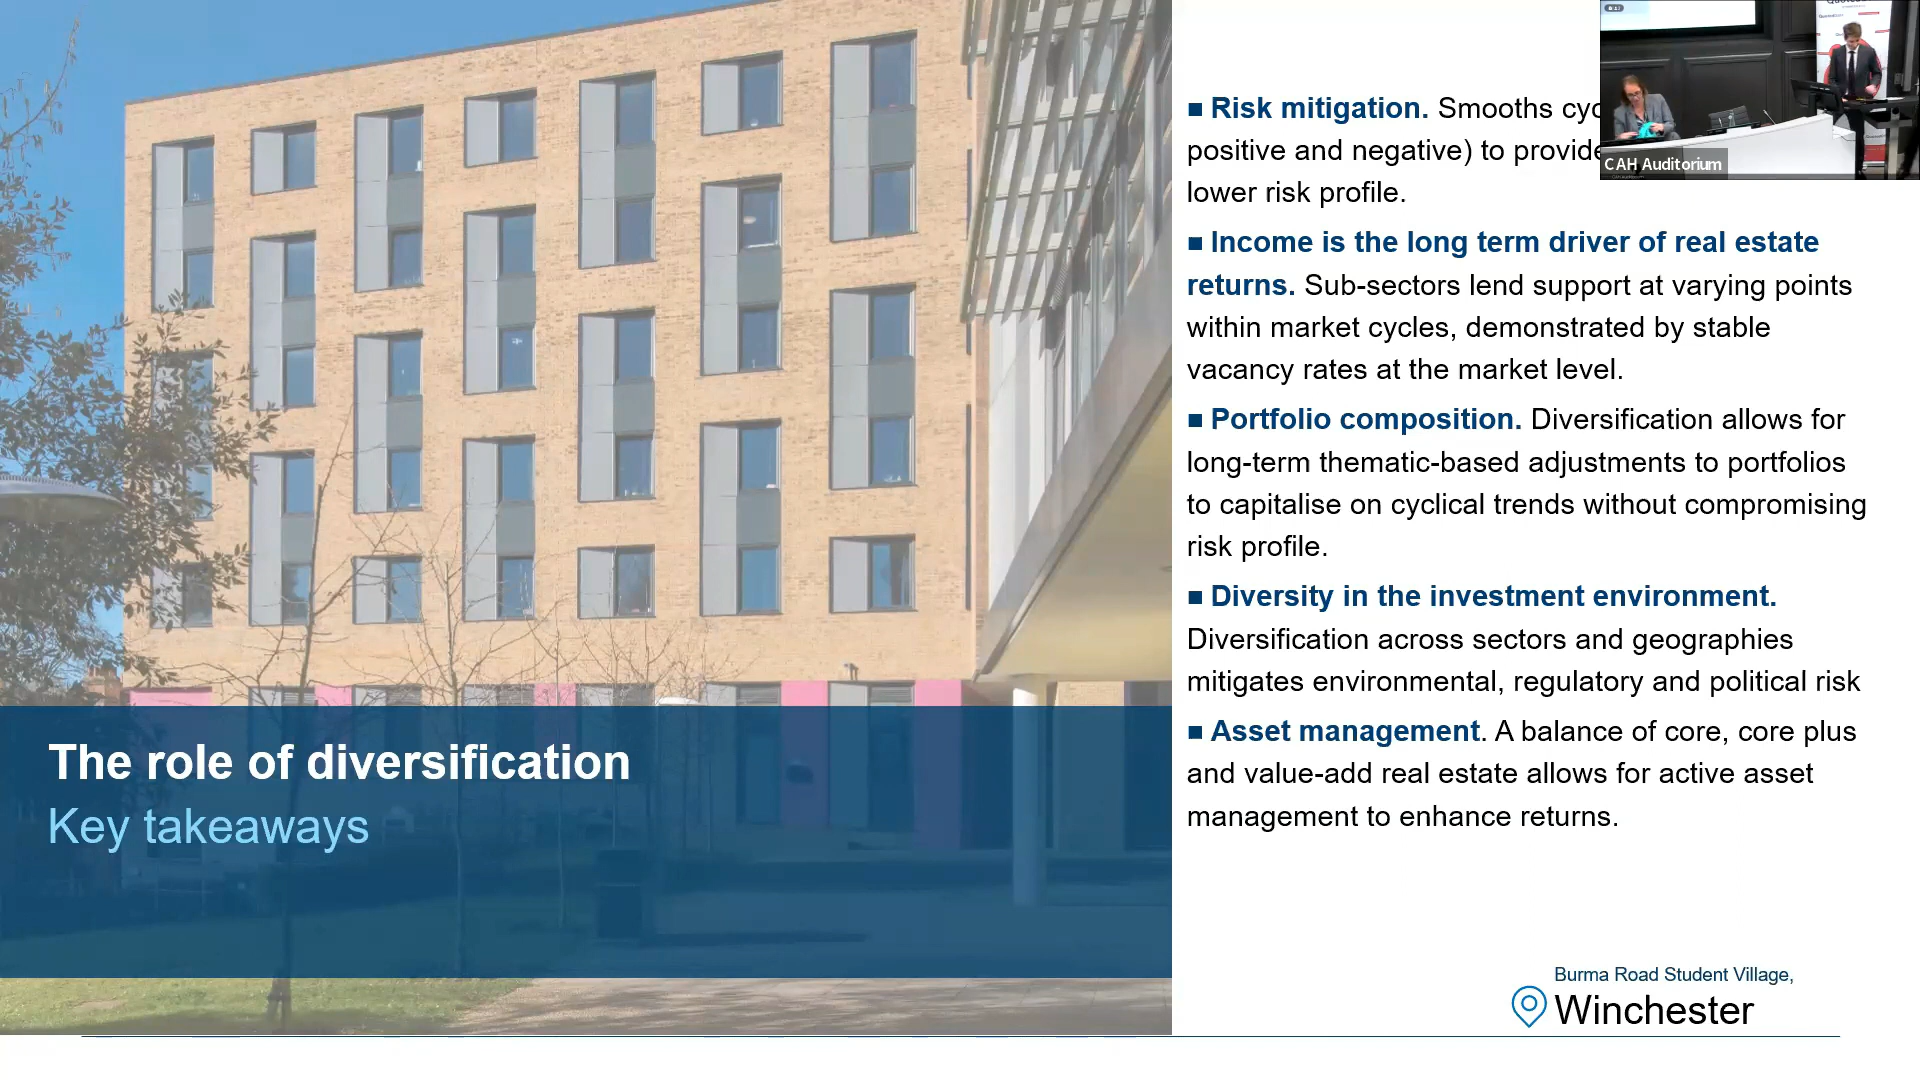 ■ Risk mitigation. Smooths
positive and negative) to provide
lower risk profile.
■ Income is the long term driver of real estate
returns. Sub-sectors lend support at varying points
within market cycles, demonstrated by stable
vacancy rates at the market level.
■ Portfolio composition. Diversification allows for
long-term thematic-based adjustments to portfolios
to capitalise on cyclical trends without compromising
risk profile.
■ Diversity in the investment environment.
Diversification across sectors and geographies
mitigates environmental, regulatory and political risk
■ Asset management. A balance of core, core plus
and value-add real estate allows for active asset
management to enhance returns.
The role of diversification
Key takeaways
Burma Road Student Village,
Winchester
CAH Auditorium